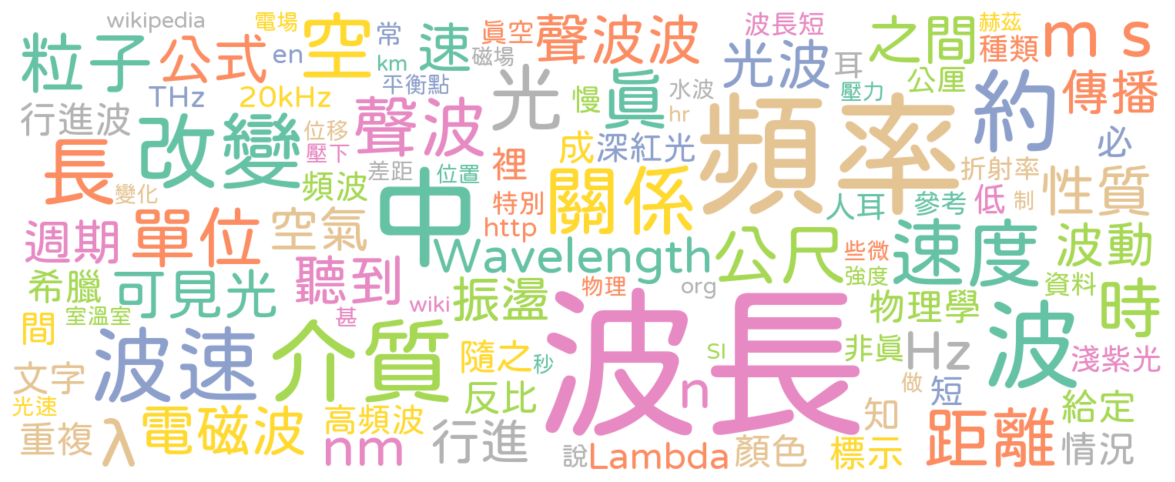 wikipedia 電場 空 常 速 眞空 聲波波 波長短 之間 赫茲 種類 m s
粒子 公式 en km 磁場 光波 耳 公厘
THz 20kHz 平衡點 光 慢 眞 水波 hr 壓力 約 傳播
行進波 改變 位移 聲波 頻率 必
長 壓下 差距 裡 成 深紅光 折射率
變化 頻波 位置 中 特別 關係 人耳 參考 低 制 性質
週期 單位 空氣 http Wavelength 公尺 些微 速度 波動
希臘 可見光 聽到 物理 org 強度 資料
室溫室 甚 wiki 振盪 波長 物理學 時
間 波速 介質 隨之 秒 n SI 非眞 Hz 波 淺紫光
文字 反比 做 短 給定
光速 重複 λ 電磁波 高頻波 nm 行進 知 距離 情況
說 Lambda 顏色 標示